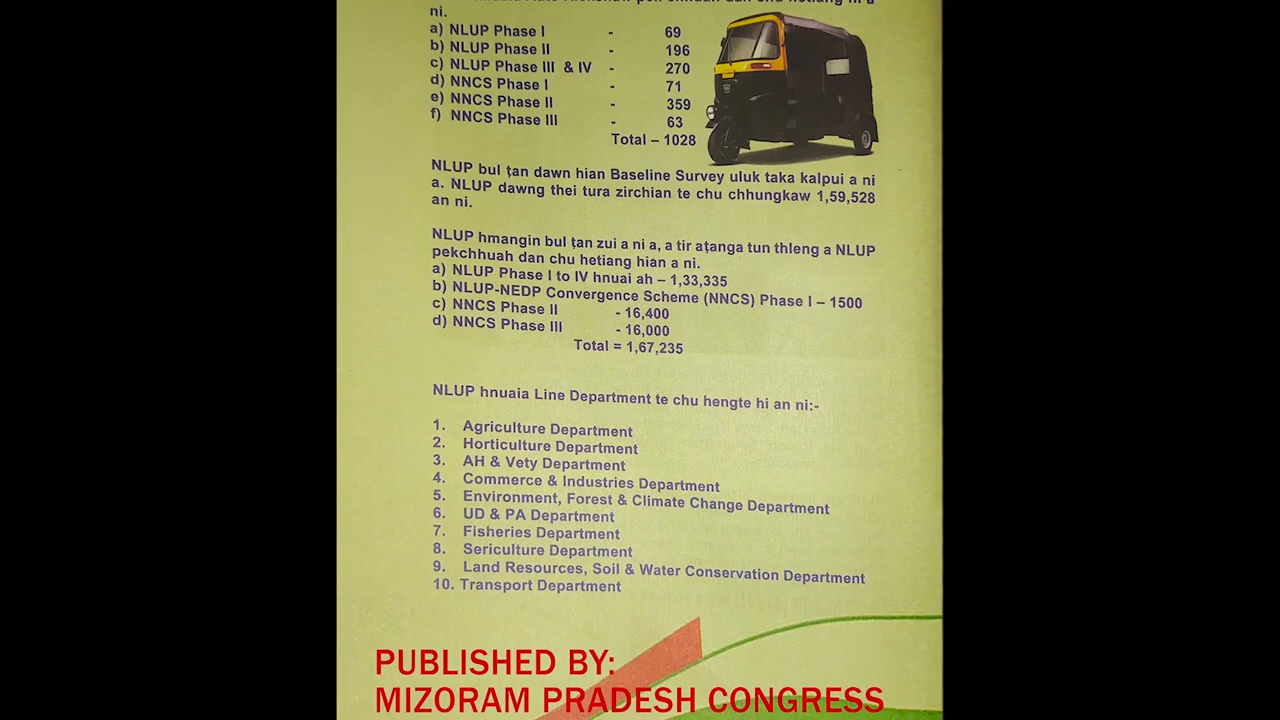 ni.
a) NLUP Phase I - 69
b) NLUP Phase II - 196
c) NLUP Phase III & IV - 270
d) NNCS Phase I - 71
e) NNCS Phase II - 359
f) NNCS Phase III - 63
Total – 1028
NLUP bul ṭan dawn hian Baseline Survey uluk taka kalpui a ni
a. NLUP dawng thei tura zirchian te chu chhungkaw 1,59,528
an ni.
NLUP hmangin bul ṭan zui a ni a, a tir aṭanga tun thleng a NLUP
pekchhuah dan chu hetiang hian a ni.
a) NLUP Phase I to IV hnuai ah – 1,33,335
b) NLUP-NEDP Convergence Scheme (NNCS) Phase I – 1500
c) NNCS Phase II - 16,400
d) NNCS Phase III - 16,000
Total = 1,67,235
NLUP hnuaia Line Department te chu hengte hi an ni:-
1. Agriculture Department
2. Horticulture Department
3. AH & Vety Department
4. Commerce & Industries Department
5. Environment, Forest & Climate Change Department
6. UD & PA Department
7. Fisheries Department
8. Sericulture Department
9. Land Resources, Soil & Water Conservation Department
10. Transport Department
PUBLISHED BY:
MIZORAM PRADESH CONGRESS